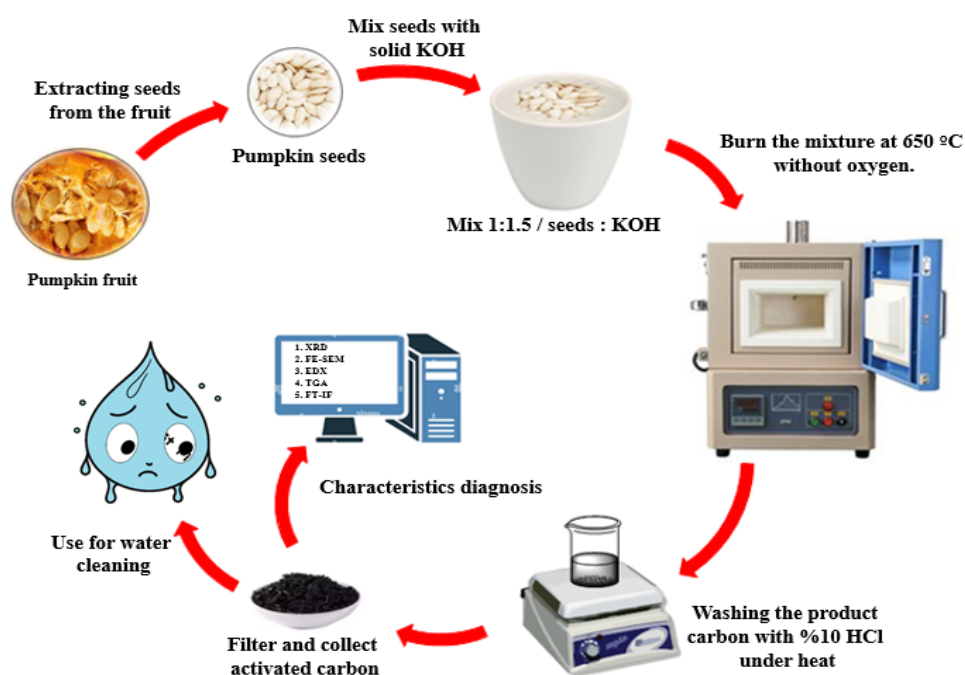 Mix seeds with
solid KOH
Extracting seeds
from the fruit
Pumpkin seeds
Pumpkin fruit
Mix 1:1.5 / seeds : KOH
Burn the mixture at 650 ºC
without oxygen.
1. XRD
2. FE-SEM
3. EDX
4. TGA
5. FT-IF
Characteristics diagnosis
Use for water
cleaning
Filter and collect
activated carbon
Washing the product
carbon with %10 HCl
under heat